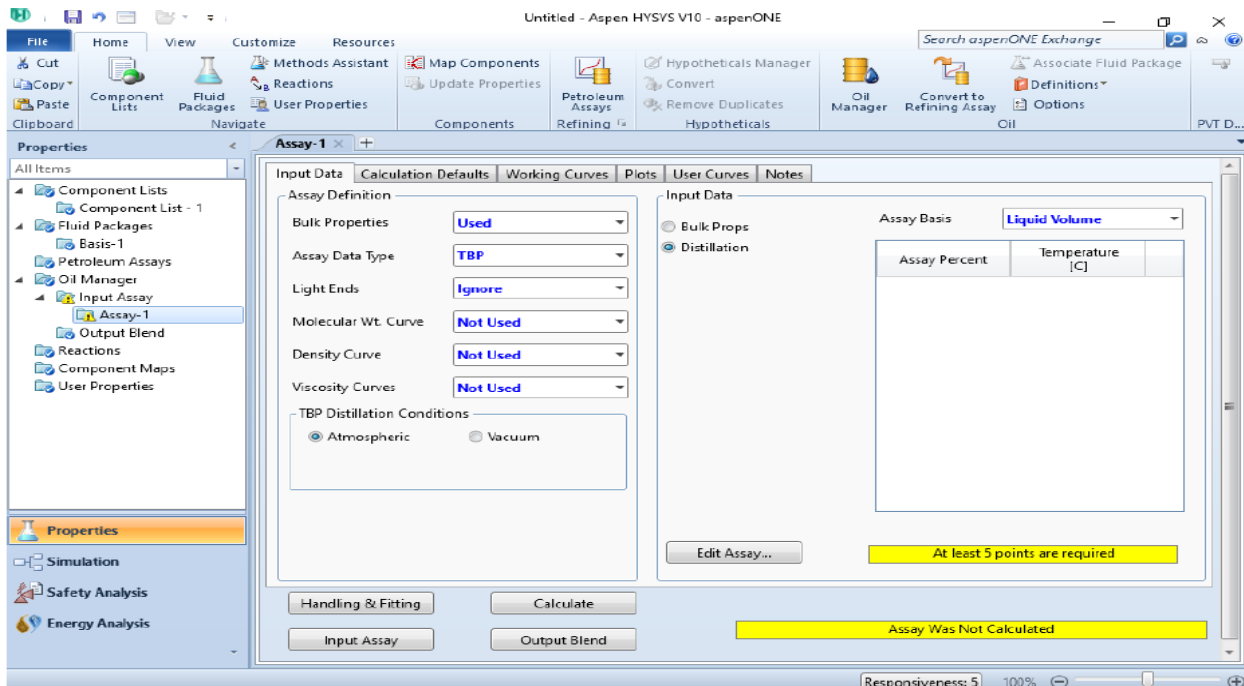 Untitled - Aspen HYSYS V10 - aspenONE
File Home View Customize Resources Search aspenONE Exchange
Cut
Copy
Paste
Clipboard
Component Lists
Fluid Packages
Methods Assistant
Reactions
User Properties
Navigate
Map Components
Update Properties
Components
Petroleum Assays
Refining
Hypotheticals Manager
Convert
Remove Duplicates
Hypotheticals
Oil Manager
Convert to Refining Assay
Associate Fluid Package
Definitions
Options
Oil
PVT D...
Properties
All Items
Component Lists
Component List - 1
Fluid Packages
Basis-1
Petroleum Assays
Oil Manager
Input Assay
Assay-1
Output Blend
Reactions
Component Maps
User Properties
Properties
Simulation
Safety Analysis
Energy Analysis
Assay-1
Input Data Calculation Defaults Working Curves Plots User Curves Notes
Assay Definition
Bulk Properties Used
Assay Data Type TBP
Light Ends Ignore
Molecular Wt. Curve Not Used
Density Curve Not Used
Viscosity Curves Not Used
TBP Distillation Conditions
Atmospheric Vacuum
Input Data
Bulk Props
Distillation
Assay Basis Liquid Volume
Assay Percent Temperature [C]
Edit Assay... At least 5 points are required
Handling & Fitting Calculate
Input Assay Output Blend
Assay Was Not Calculated
Responsiveness: 5 100%